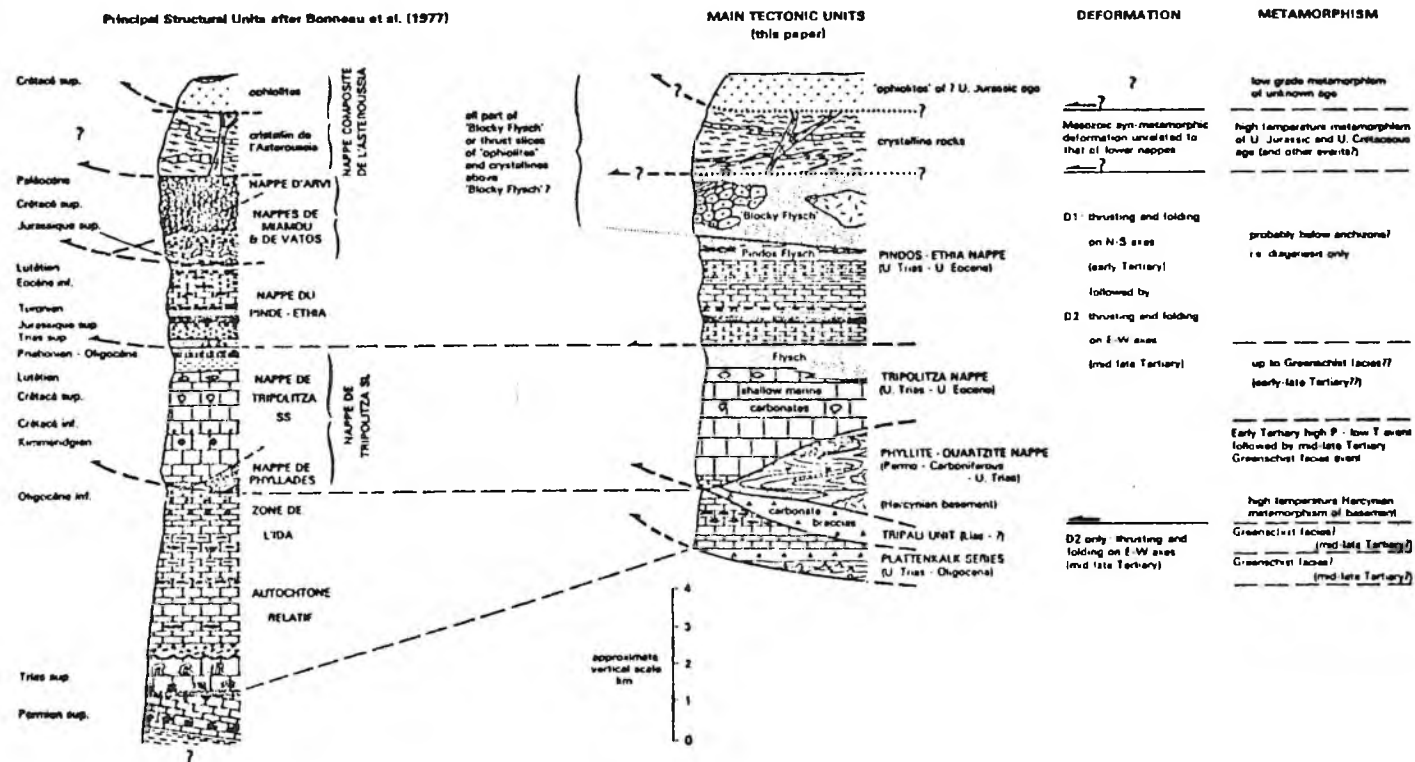 Principal Structural Units after Bonneau et al. (1977)
Crétacé sup.
?
Paléocène
Crétacé sup.
Jurassique sup.
Lutétien
Eocène inf.
Turonien
Jurassique sup
Trias sup
Priabonien - Oligocène
Lutétien
Crétacé sup.
Crétacé inf.
Kimmeridgien
Oligocène inf.
Trias sup
Permien sup.
?
ophiolites
cristallin de
l'Asteroussia
NAPPE COMPOSITE
DE L'ASTEROUSSIA
NAPPE D'ARVI
NAPPES DE
MIAMOU
& DE VATOS
NAPPE DU
PINDE - ETHIA
NAPPE DE
TRIPOLITZA
SS
NAPPE DE
PHYLLADES
NAPPE DE
TRIPOLITZA SL
ZONE DE
L'IDA
AUTOCHTONE
RELATIF
MAIN TECTONIC UNITS
(this paper)
all part of
'Blocky Flysch'
or thrust slices
of 'ophiolites'
and crystallines
above
'Blocky Flysch'?
?
?
'ophiolites' of ? U. Jurassic age
?
crystalline rocks
?
'Blocky Flysch'
Pindos Flysch
PINDOS - ETHIA NAPPE
(U. Trias - U. Eocene)
Flysch
TRIPOLITZA NAPPE
(U. Trias - U. Eocene)
shallow marine
carbonates
PHYLLITE - QUARTZITE NAPPE
(Permo - Carboniferous
- U. Trias)
(Hercynian basement)
carbonate
breccias
TRIPALI UNIT (Lias - ?)
PLATTENKALK SERIES
(U. Trias - Oligocene)
approximate
vertical scale
km
4
3
2
1
0
DEFORMATION
?
?
Mesozoic syn-metamorphic
deformation unrelated to
that of lower nappes
?
D1 - thrusting and folding
on N-S axes
(early Tertiary)
followed by
D2 - thrusting and folding
on E-W axes
(mid late Tertiary)
D2 only - thrusting and
folding on E-W axes
(mid late Tertiary)
METAMORPHISM
low grade metamorphism
of unknown age
high temperature metamorphism
of U. Jurassic and U. Cretaceous
age (and other events?)
probably below anchizone?
i.e. diagenesis only
up to Greenschist facies??
(early-late Tertiary??)
Early Tertiary high P - low T event
followed by mid-late Tertiary
Greenschist facies event
high temperature Hercynian
metamorphism of basement
Greenschist facies?
(mid-late Tertiary?)
Greenschist facies?
(mid-late Tertiary?)